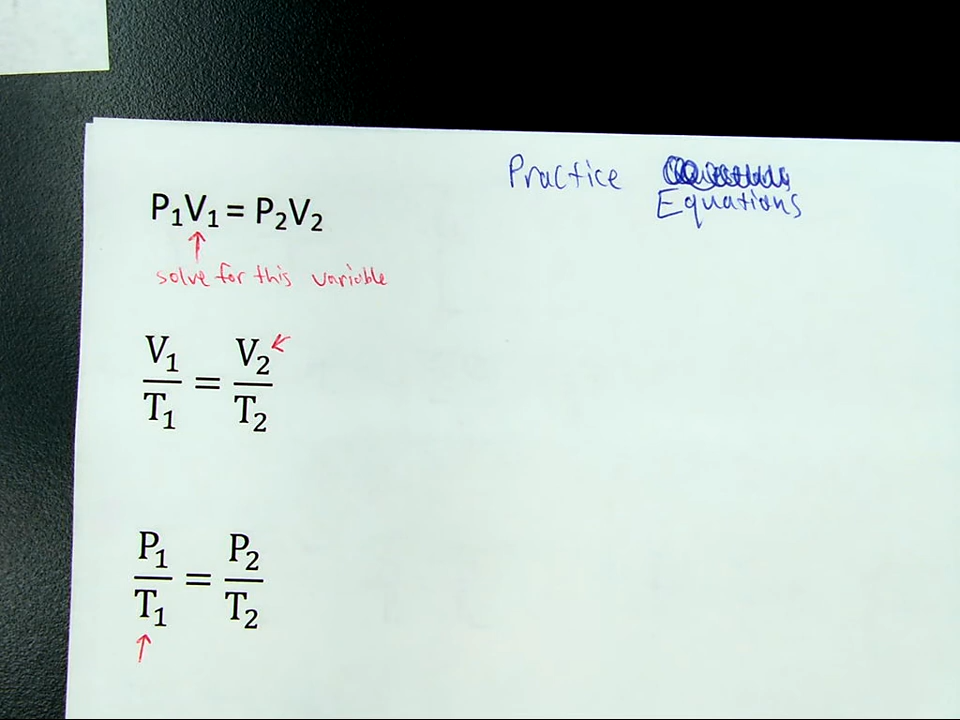 Practice
Equations
P₁V₁ = P₂V₂
↑
solve for this variable
V₁/T₁ = V₂/T₂ ↙
P₁/T₁ = P₂/T₂
↑